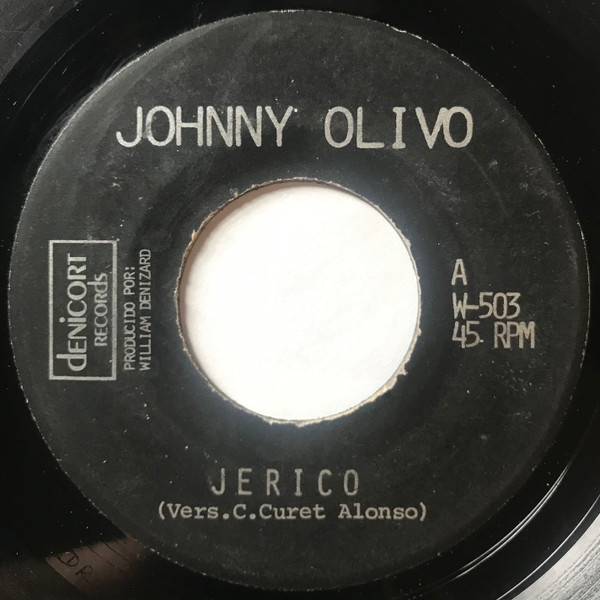 JOHNNY OLIVO
dENiCORT
RECORdS
PRODUCIDO POR:
WILLIAM DENIZARD
A
W-503
45 RPM
JERICO
(Vers.C.Curet Alonso)